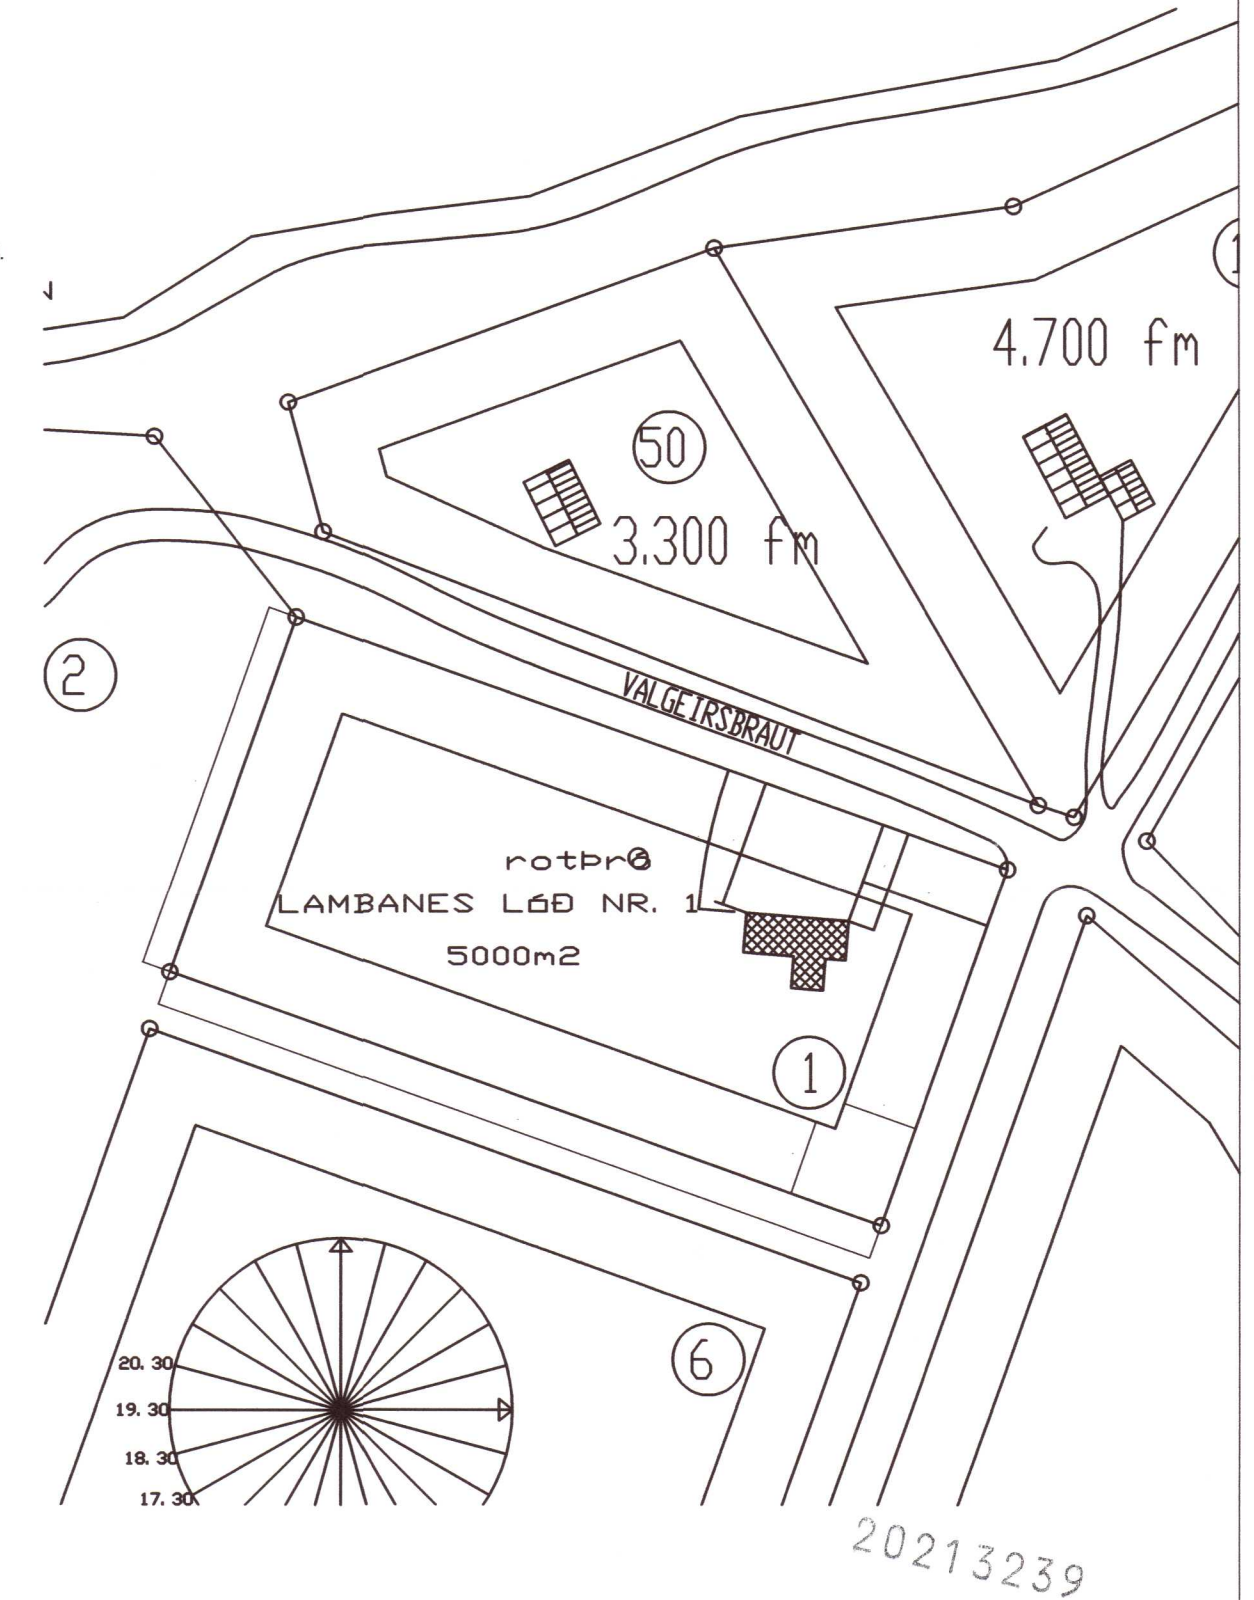 4.700 fm
50
3.300 fm
2
VALGEIRSBRAUT
rotþró
LAMBANES LóÐ NR. 1
5000m2
1
6
20. 30
19. 30
18. 30
17. 30
20213239